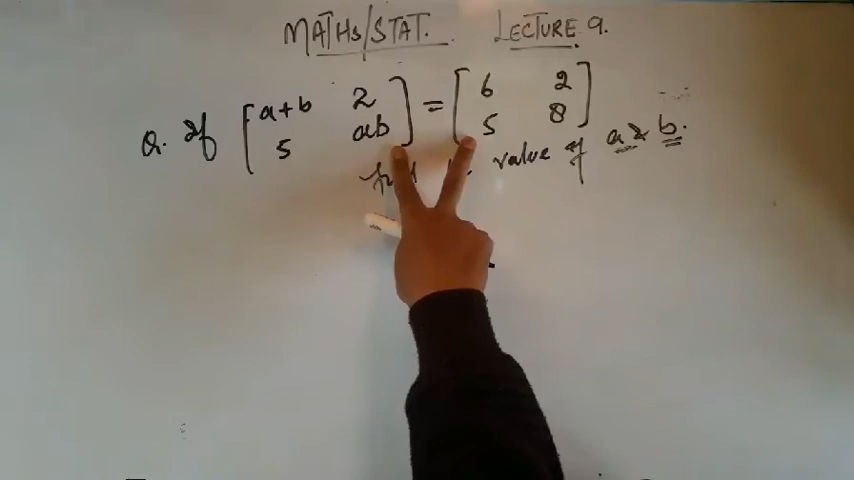 MATHS/STAT. LECTURE 9.
Q. If [a+b 2] = [6 2]
[5 ab] [5 8]
value of a & b.